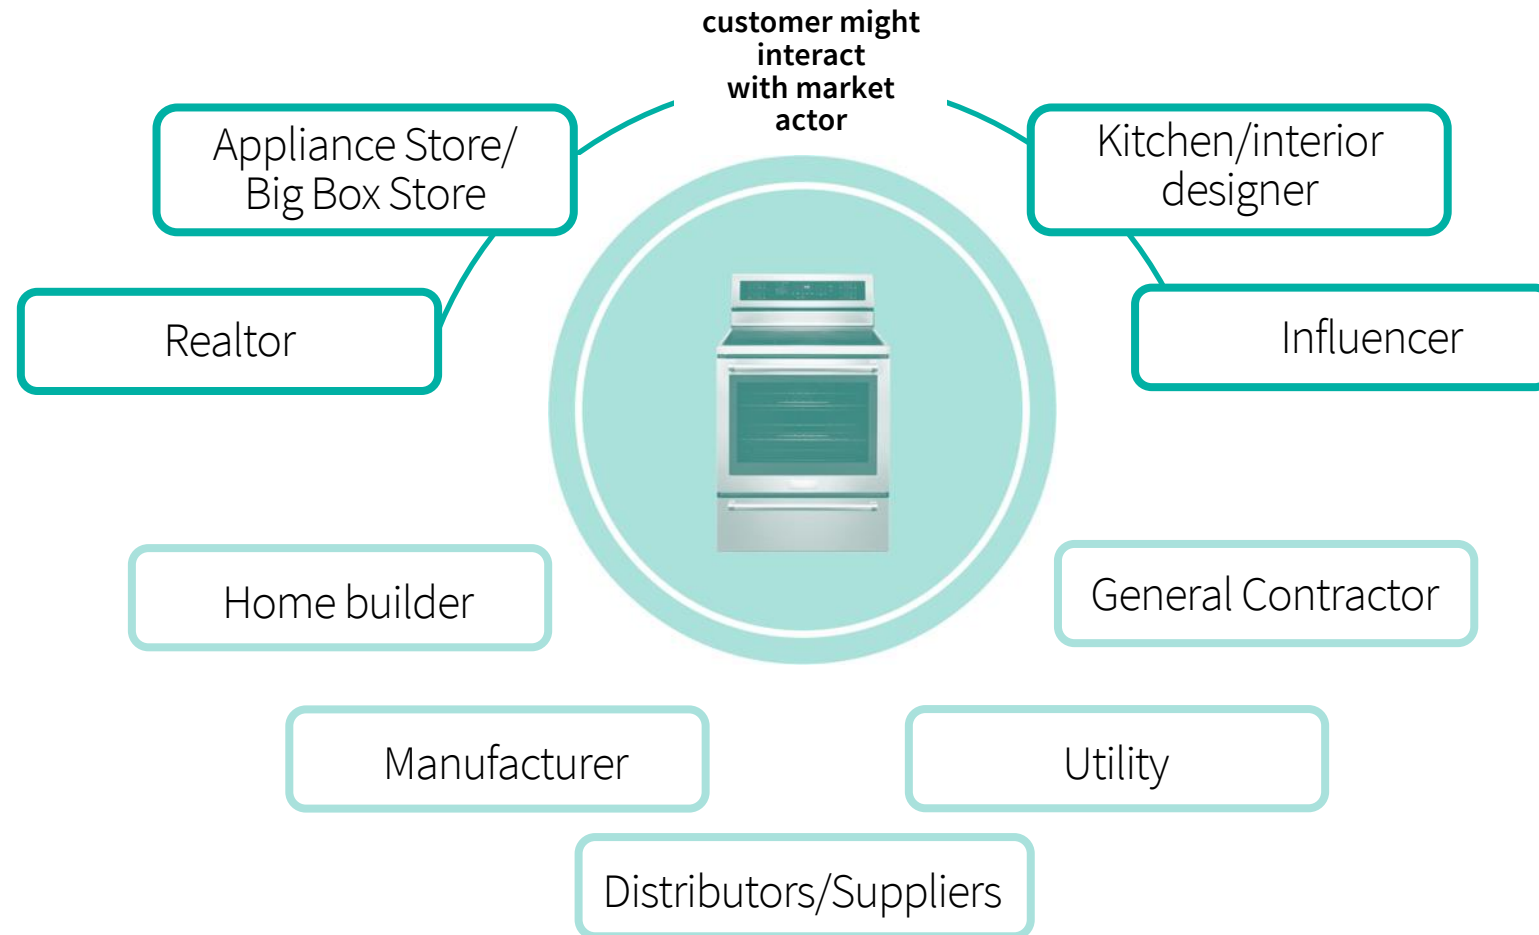 customer might
interact
with market
actor
Appliance Store/
Big Box Store
Kitchen/interior
designer
Realtor
Influencer
Home builder
General Contractor
Manufacturer
Utility
Distributors/Suppliers